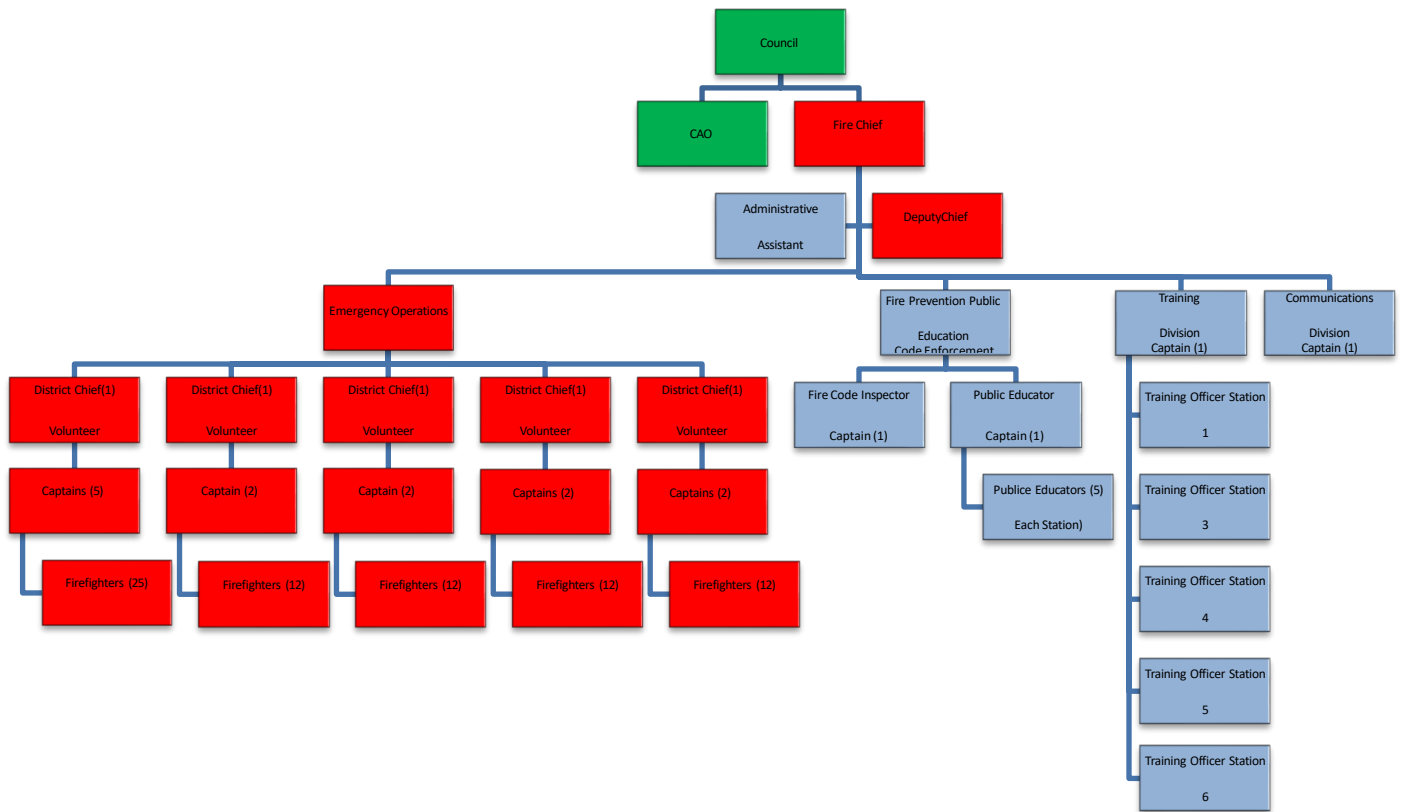 Council
CAO
Fire Chief
Administrative
Assistant
DeputyChief
Emergency Operations
Fire Prevention Public
Education
Code Enforcement
Training
Division
Captain (1)
Communications
Division
Captain (1)
District Chief(1)
Volunteer
District Chief(1)
Volunteer
District Chief(1)
Volunteer
District Chief(1)
Volunteer
District Chief(1)
Volunteer
Fire Code Inspector
Captain (1)
Public Educator
Captain (1)
Training Officer Station
1
Captains (5)
Captain (2)
Captain (2)
Captains (2)
Captains (2)
Publice Educators (5)
Each Station)
Training Officer Station
3
Firefighters (25)
Firefighters (12)
Firefighters (12)
Firefighters (12)
Firefighters (12)
Training Officer Station
4
Training Officer Station
5
Training Officer Station
6